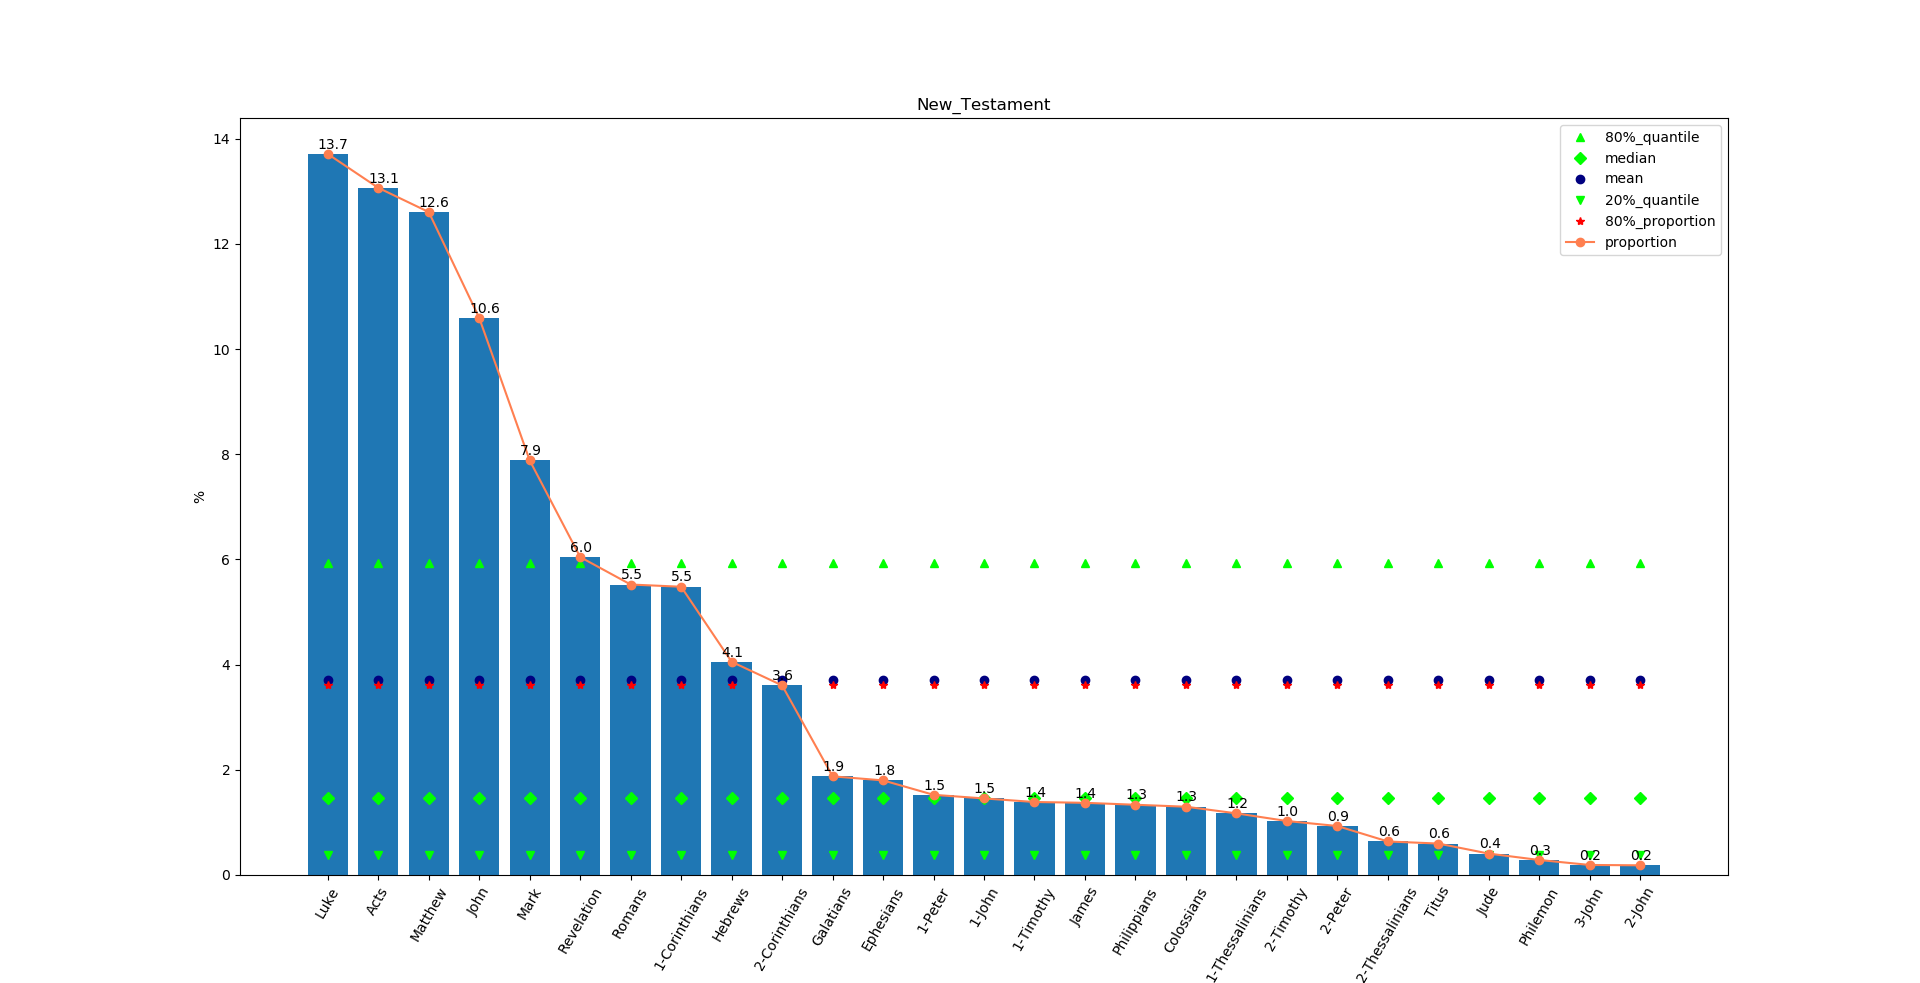 New_Testament
14
12
10
8
6
4
2
0
%
80%_quantile
median
mean
20%_quantile
80%_proportion
proportion
13.7
13.1
12.6
10.6
7.9
6.0
5.5
5.5
4.1
3.6
1.9
1.8
1.5
1.5
1.4
1.4
1.3
1.3
1.2
1.0
0.9
0.6
0.6
0.4
0.3
0.2
0.2
Luke
Acts
Matthew
John
Mark
Revelation
Romans
1-Corinthians
Hebrews
2-Corinthians
Galatians
Ephesians
1-Peter
1-John
1-Timothy
James
Philippians
Colossians
1-Thessalinians
2-Timothy
2-Peter
2-Thessalinians
Titus
Jude
Philemon
3-John
2-John